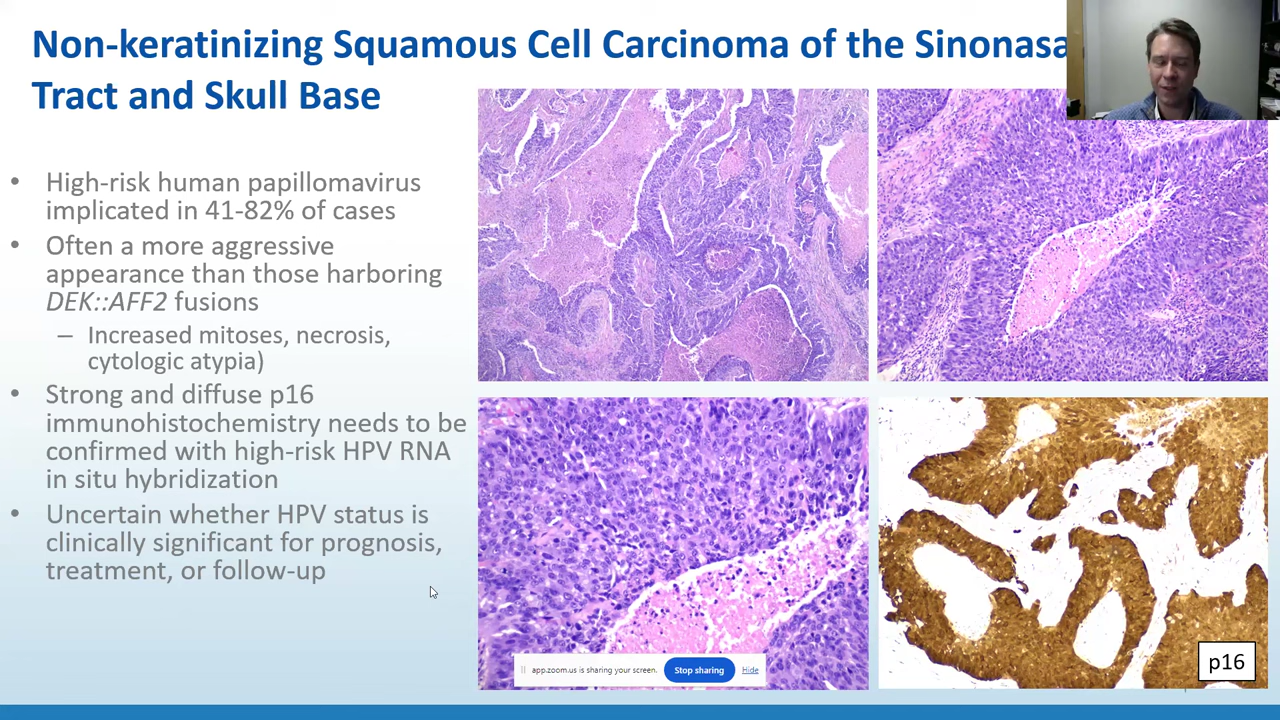 Non-keratinizing Squamous Cell Carcinoma of the Sinonasa
Tract and Skull Base
• High-risk human papillomavirus
implicated in 41-82% of cases
• Often a more aggressive
appearance than those harboring
DEK::AFF2 fusions
– Increased mitoses, necrosis,
cytologic atypia)
• Strong and diffuse p16
immunohistochemistry needs to be
confirmed with high-risk HPV RNA
in situ hybridization
• Uncertain whether HPV status is
clinically significant for prognosis,
treatment, or follow-up
app.zoom.us is sharing your screen.
Stop sharing
Hide
p16